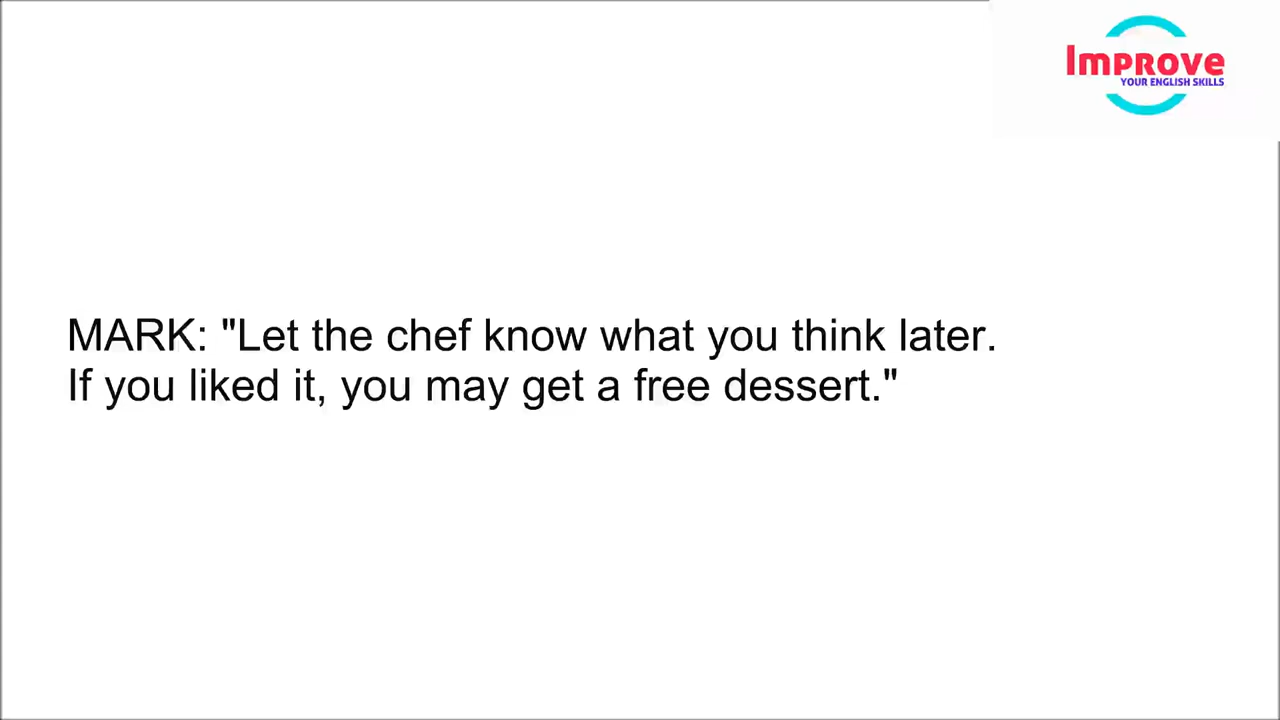 Improve
YOUR ENGLISH SKILLS
MARK: "Let the chef know what you think later.
If you liked it, you may get a free dessert."